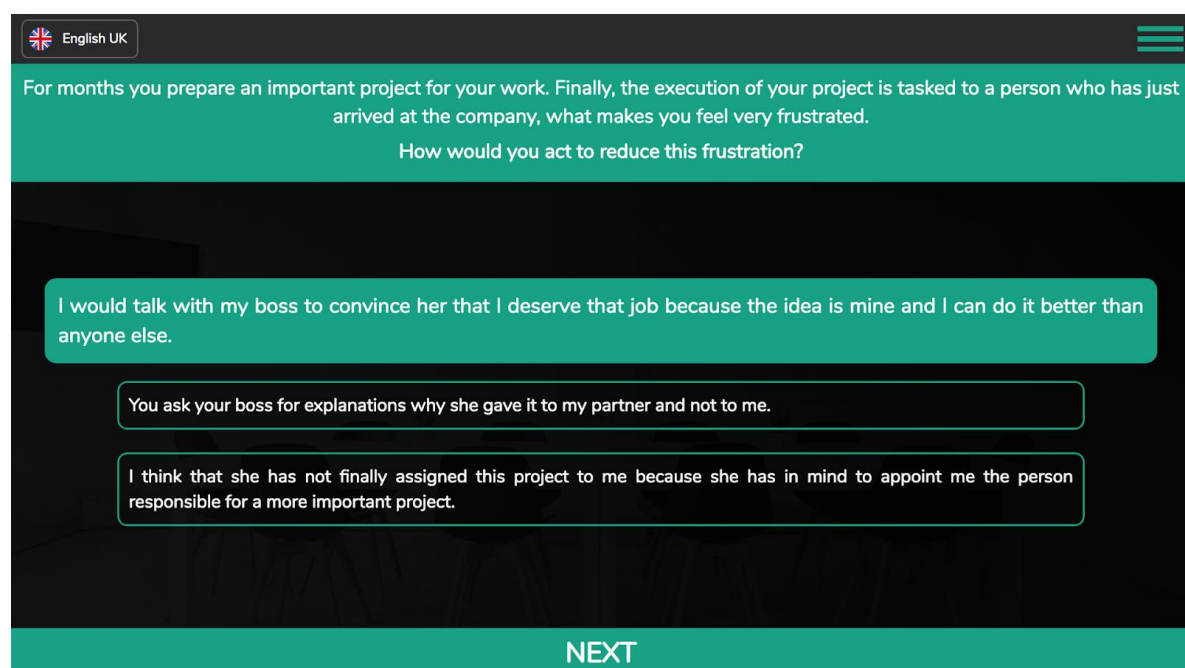 English UK
For months you prepare an important project for your work. Finally, the execution of your project is tasked to a person who has just
arrived at the company, what makes you feel very frustrated.
How would you act to reduce this frustration?
I would talk with my boss to convince her that I deserve that job because the idea is mine and I can do it better than
anyone else.
You ask your boss for explanations why she gave it to my partner and not to me.
I think that she has not finally assigned this project to me because she has in mind to appoint me the person
responsible for a more important project.
NEXT